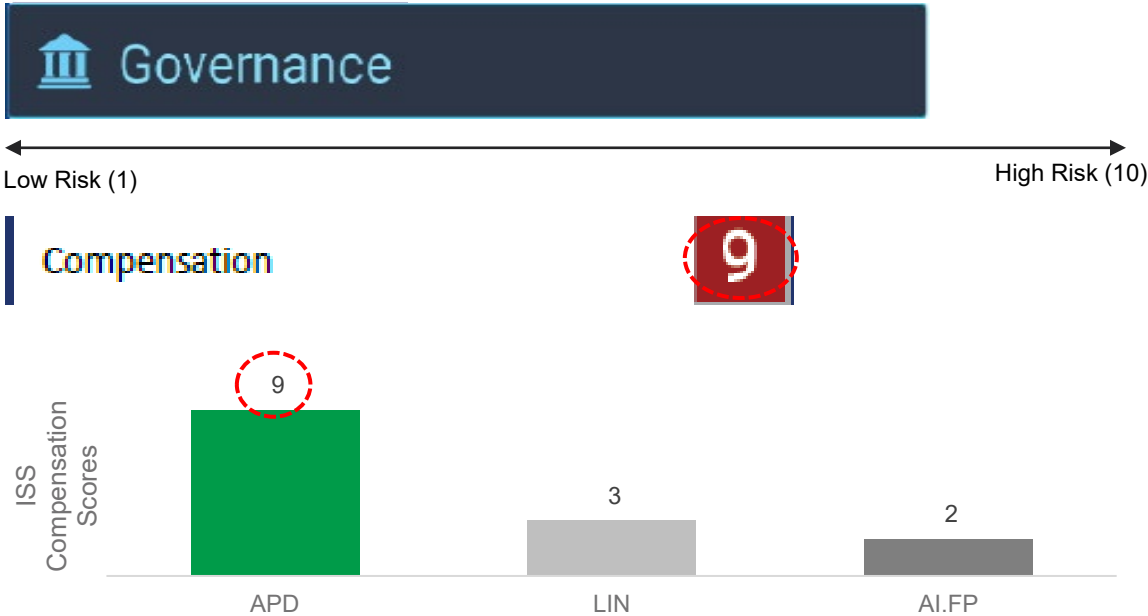 Governance
Low Risk (1)
High Risk (10)
Compensation
9
ISS
Compensation
Scores
9
3
2
APD
LIN
AI.FP